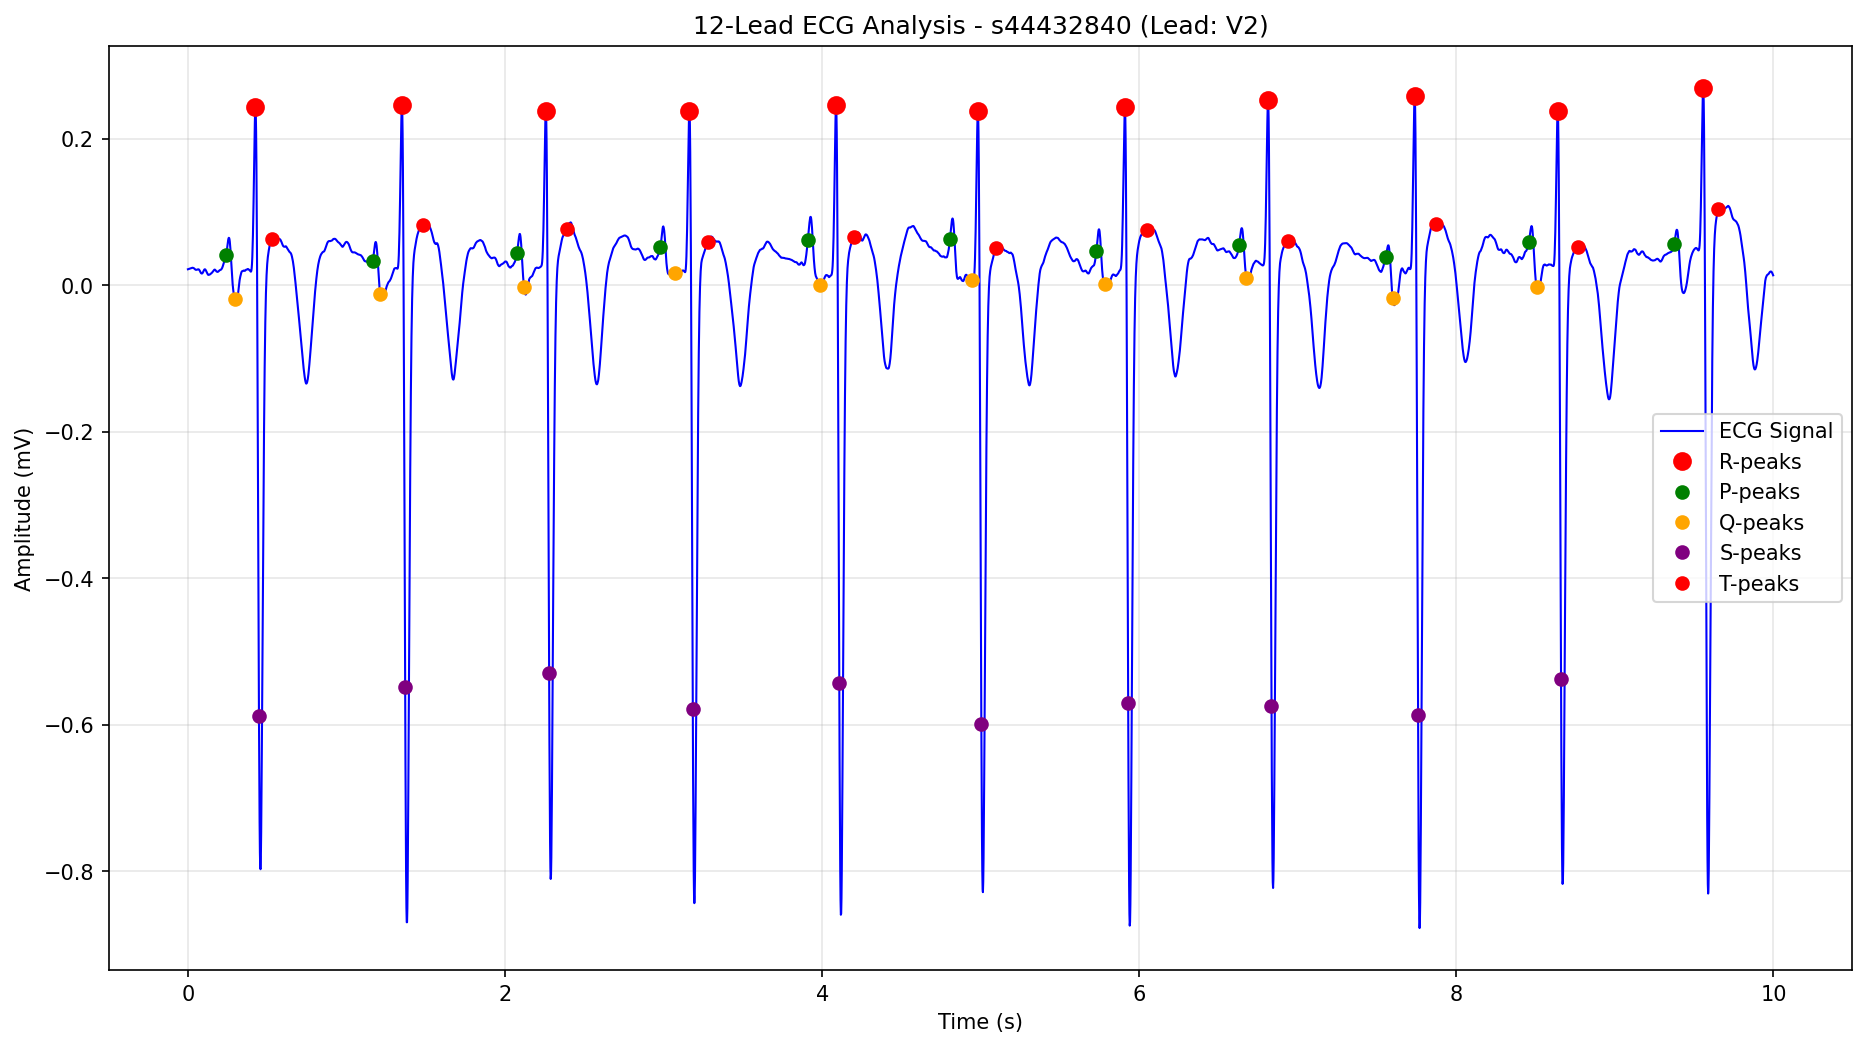 12-Lead ECG Analysis - s44432840 (Lead: V2)
Amplitude (mV)
0.2
0.0
−0.2
−0.4
−0.6
−0.8
ECG Signal
R-peaks
P-peaks
Q-peaks
S-peaks
T-peaks
0 2 4 6 8 10
Time (s)